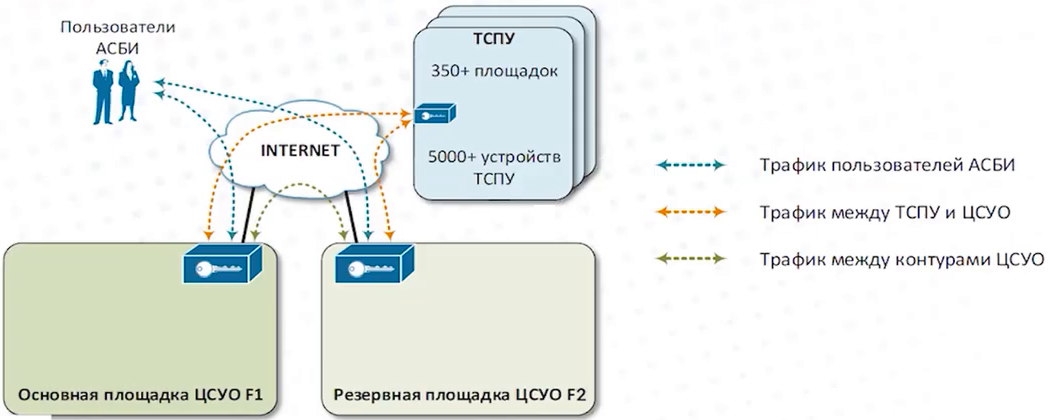 Пользователи
АСБИ
ТСПУ
350+ площадок
5000+ устройств
ТСПУ
INTERNET
Трафик пользователей АСБИ
Трафик между ТСПУ и ЦСУО
Трафик между контурами ЦСУО
Основная площадка ЦСУО F1
Резервная площадка ЦСУО F2